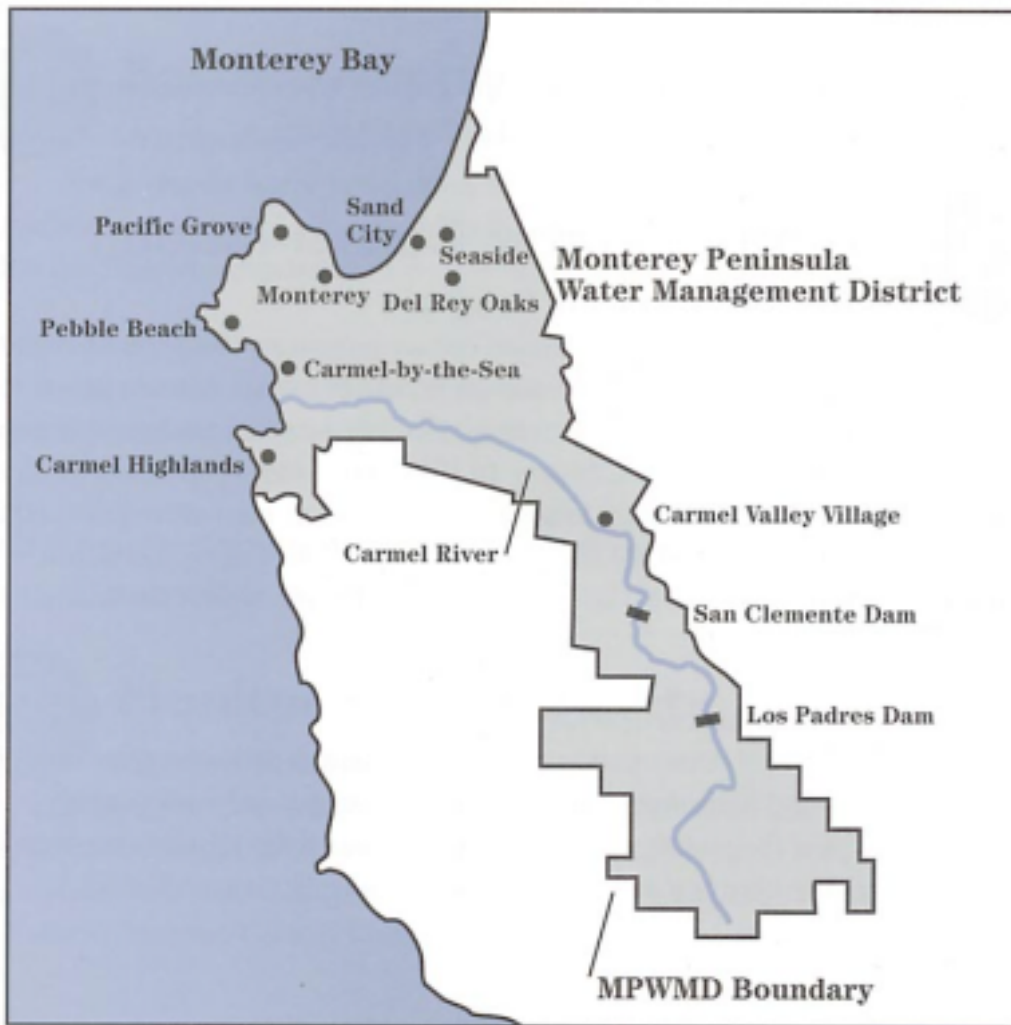 Monterey Bay
Pacific Grove
Sand
City
Seaside
Monterey
Del Rey Oaks
Monterey Peninsula
Water Management District
Pebble Beach
Carmel-by-the-Sea
Carmel Highlands
Carmel Valley Village
Carmel River
San Clemente Dam
Los Padres Dam
MPWMD Boundary